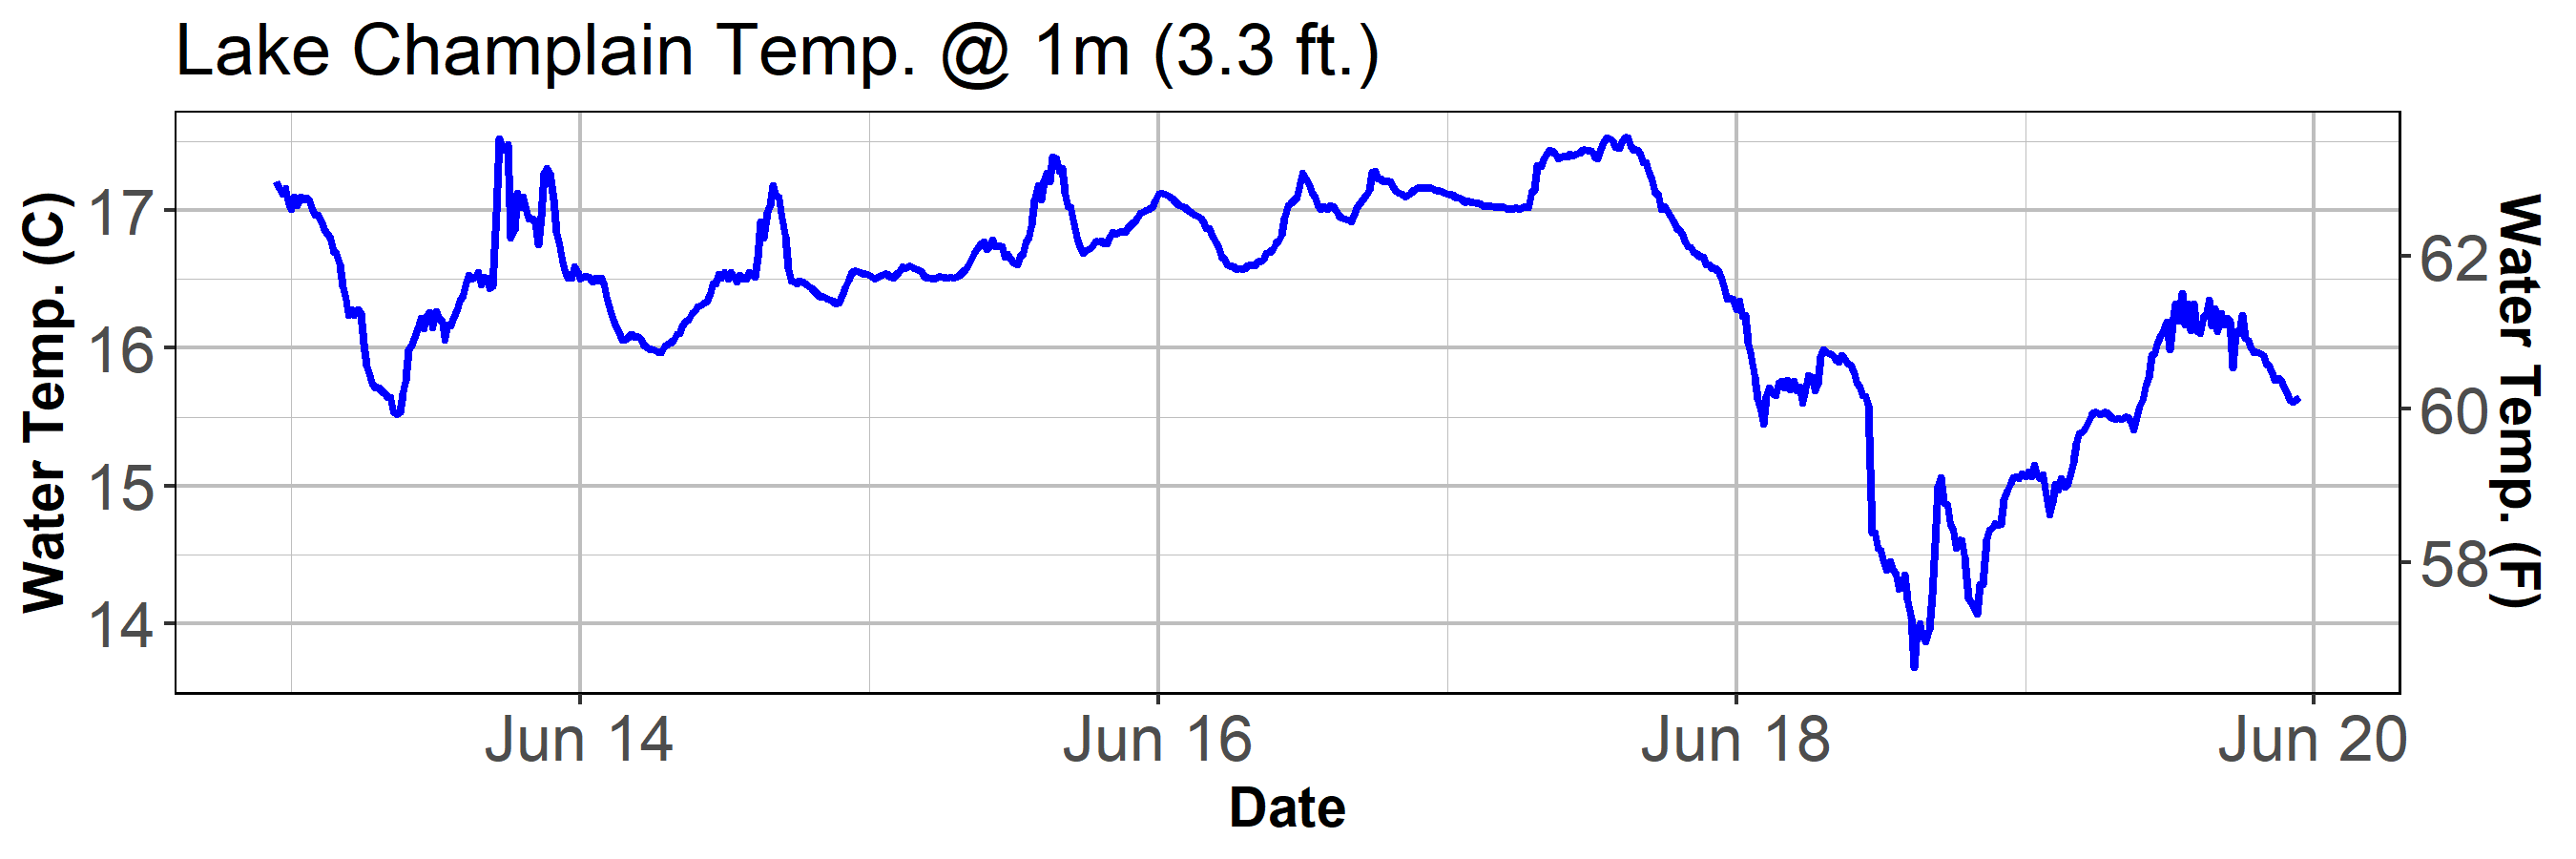 Lake Champlain Temp. @ 1m (3.3 ft.)
Water Temp. (C)
17
16
15
14
62
60
58
Water Temp. (F)
Jun 14 Jun 16 Jun 18 Jun 20
Date